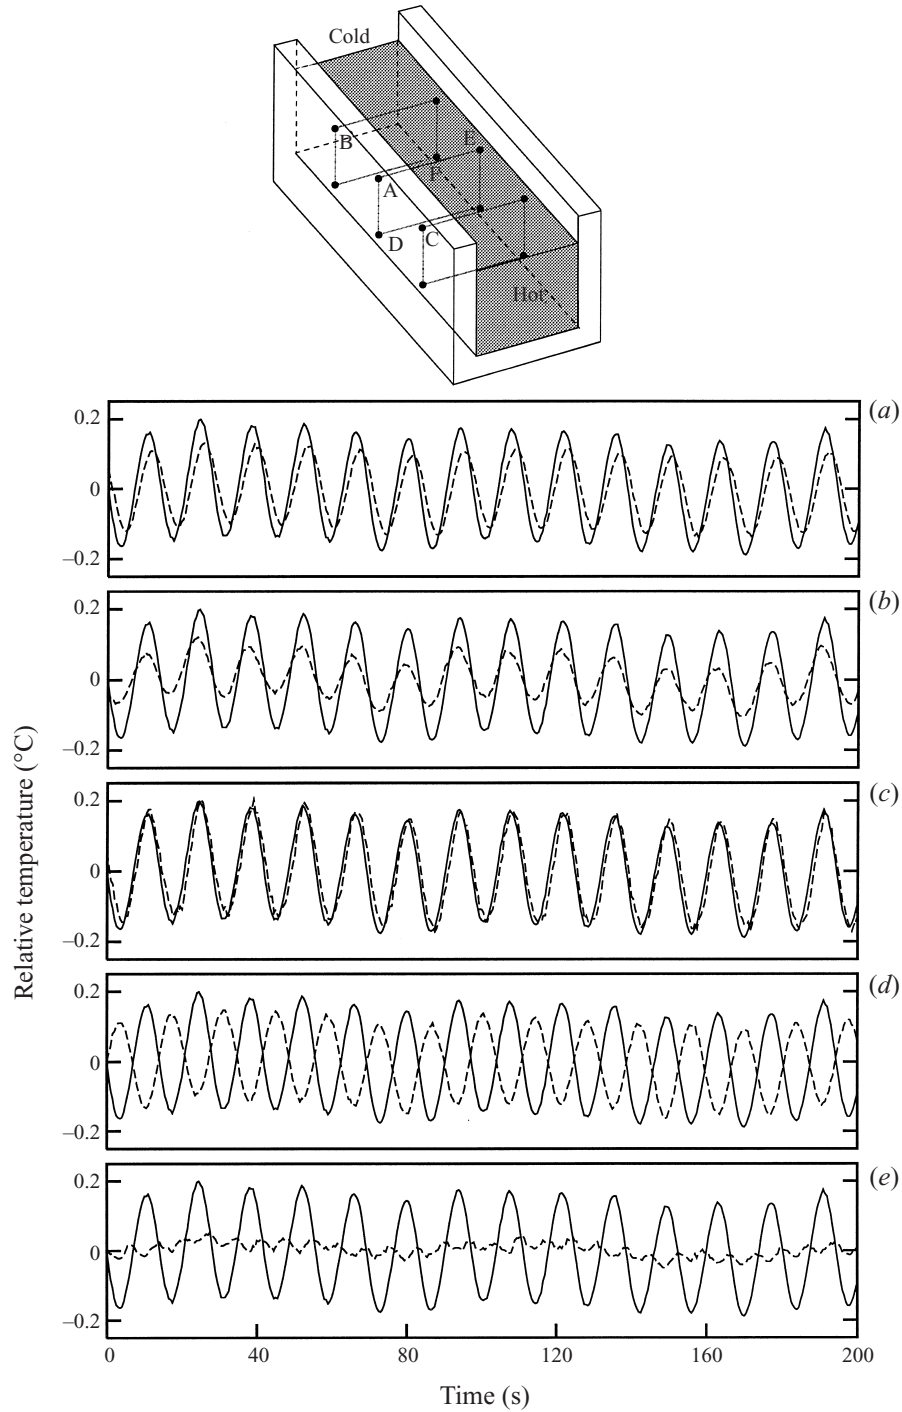 Cold
B
E
F
A
D
C
Hot
Relative temperature (°C)
0.2
0
–0.2
(a)
0.2
0
–0.2
(b)
0.2
0
–0.2
(c)
0.2
0
–0.2
(d)
0.2
0
–0.2
(e)
0 40 80 120 160 200
Time (s)